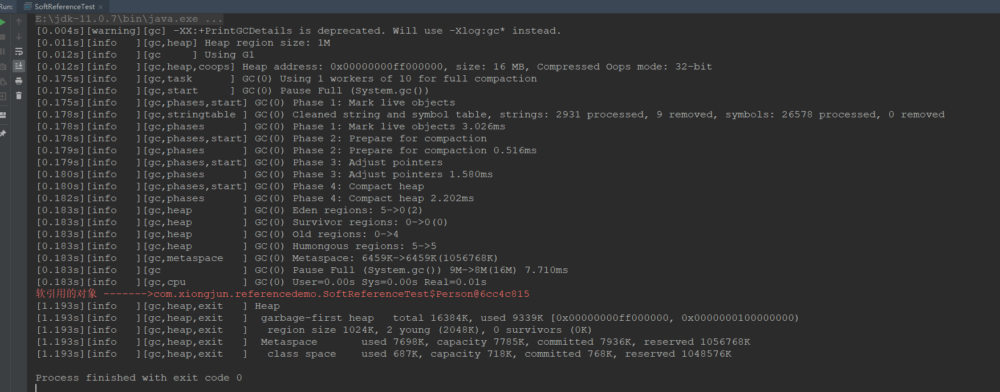 Run: SoftReferenceTest ×
E:\jdk-11.0.7\bin\java.exe ...
[0.004s][warning][gc] -XX:+PrintGCDetails is deprecated. Will use -Xlog:gc* instead.
[0.011s][info   ][gc,heap] Heap region size: 1M
[0.012s][info   ][gc     ] Using G1
[0.012s][info   ][gc,heap,coops] Heap address: 0x00000000ff000000, size: 16 MB, Compressed Oops mode: 32-bit
[0.175s][info   ][gc,task       ] GC(0) Using 1 workers of 10 for full compaction
[0.175s][info   ][gc,start      ] GC(0) Pause Full (System.gc())
[0.175s][info   ][gc,phases,start] GC(0) Phase 1: Mark live objects
[0.178s][info   ][gc,stringtable ] GC(0) Cleaned string and symbol table, strings: 2931 processed, 9 removed, symbols: 26578 processed, 0 removed
[0.178s][info   ][gc,phases      ] GC(0) Phase 1: Mark live objects 3.026ms
[0.178s][info   ][gc,phases,start] GC(0) Phase 2: Prepare for compaction
[0.179s][info   ][gc,phases      ] GC(0) Phase 2: Prepare for compaction 0.516ms
[0.179s][info   ][gc,phases,start] GC(0) Phase 3: Adjust pointers
[0.180s][info   ][gc,phases      ] GC(0) Phase 3: Adjust pointers 1.580ms
[0.180s][info   ][gc,phases,start] GC(0) Phase 4: Compact heap
[0.182s][info   ][gc,phases      ] GC(0) Phase 4: Compact heap 2.202ms
[0.183s][info   ][gc,heap        ] GC(0) Eden regions: 5->0(2)
[0.183s][info   ][gc,heap        ] GC(0) Survivor regions: 0->0(0)
[0.183s][info   ][gc,heap        ] GC(0) Old regions: 0->4
[0.183s][info   ][gc,heap        ] GC(0) Humongous regions: 5->5
[0.183s][info   ][gc,metaspace   ] GC(0) Metaspace: 6459K->6459K(1056768K)
[0.183s][info   ][gc             ] GC(0) Pause Full (System.gc()) 9M->8M(16M) 7.710ms
[0.183s][info   ][gc,cpu         ] GC(0) User=0.00s Sys=0.00s Real=0.01s
软引用的对象 ------->com.xiongjun.referencedemo.SoftReferenceTest$Person@6cc4c815
[1.193s][info   ][gc,heap,exit   ] Heap
[1.193s][info   ][gc,heap,exit   ]  garbage-first heap   total 16384K, used 9339K [0x00000000ff000000, 0x0000000100000000)
[1.193s][info   ][gc,heap,exit   ]   region size 1024K, 2 young (2048K), 0 survivors (0K)
[1.193s][info   ][gc,heap,exit   ]  Metaspace       used 7698K, capacity 7785K, committed 7936K, reserved 1056768K
[1.193s][info   ][gc,heap,exit   ]   class space    used 687K, capacity 718K, committed 768K, reserved 1048576K
Process finished with exit code 0